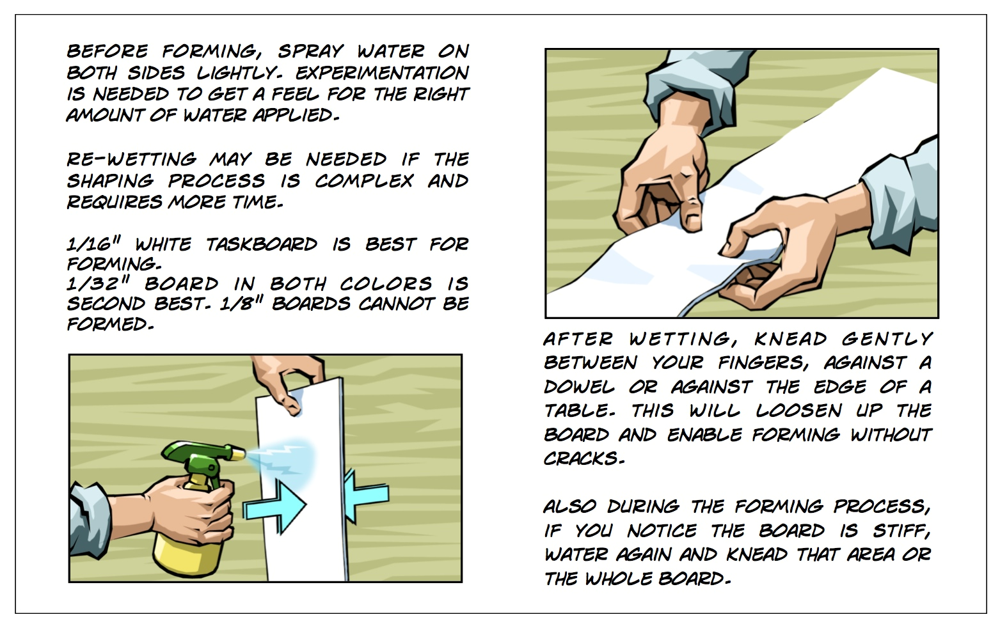 BEFORE FORMING, SPRAY WATER ON
BOTH SIDES LIGHTLY. EXPERIMENTATION
IS NEEDED TO GET A FEEL FOR THE RIGHT
AMOUNT OF WATER APPLIED.
RE-WETTING MAY BE NEEDED IF THE
SHAPING PROCESS IS COMPLEX AND
REQUIRES MORE TIME.
1/16" WHITE TASKBOARD IS BEST FOR
FORMING.
1/32" BOARD IN BOTH COLORS IS
SECOND BEST. 1/8" BOARDS CANNOT BE
FORMED.
AFTER WETTING, KNEAD GENTLY
BETWEEN YOUR FINGERS, AGAINST A
DOWEL OR AGAINST THE EDGE OF A
TABLE. THIS WILL LOOSEN UP THE
BOARD AND ENABLE FORMING WITHOUT
CRACKS.
ALSO DURING THE FORMING PROCESS,
IF YOU NOTICE THE BOARD IS STIFF,
WATER AGAIN AND KNEAD THAT AREA OR
THE WHOLE BOARD.